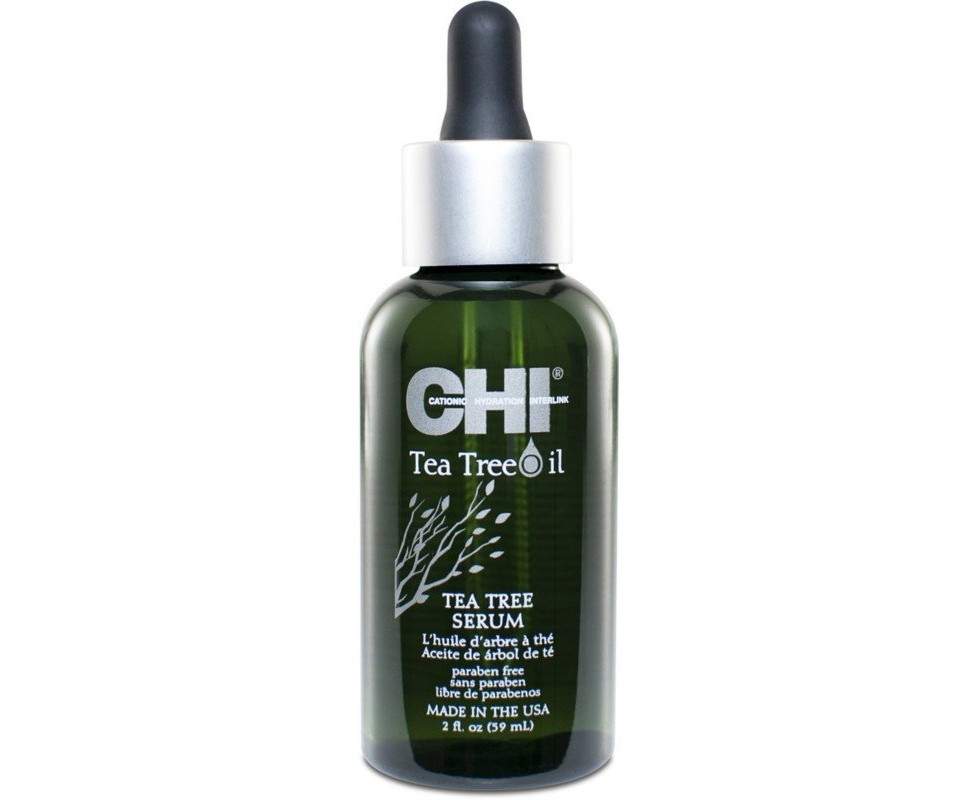 CHI®
CATIONIC HYDRATION INTERLINK
Tea Tree Oil
TEA TREE
SERUM
L'huile d'arbre à thé
Aceite de árbol de té
paraben free
sans paraben
libre de parabenos
MADE IN THE USA
2 fl. oz (59 mL)